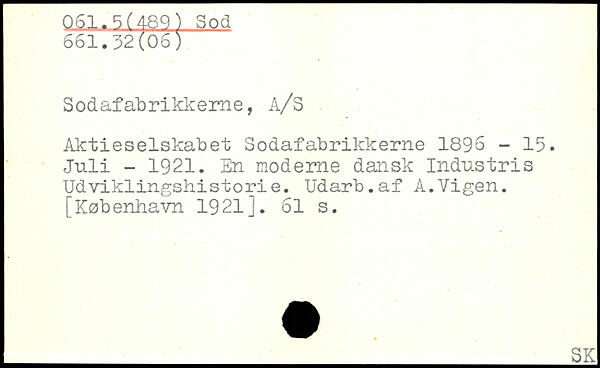 061.5(489) Sod
661.32(06)
Sodafabrikkerne, A/S
Aktieselskabet Sodafabrikkerne 1896 - 15.
Juli - 1921. En moderne dansk Industris
Udviklingshistorie. Udarb.af A.Vigen.
[København 1921]. 61 s.
SK